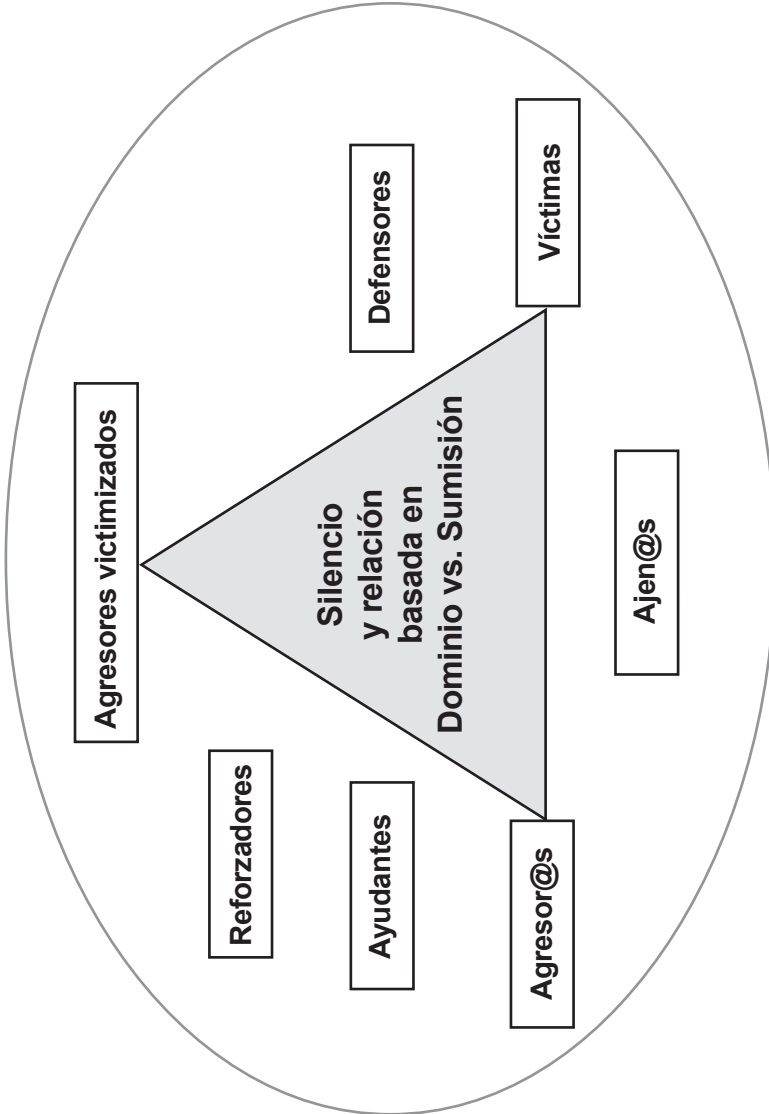 Agresores victimizados
Reforzadores
Ayudantes
Defensores
Silencio
y relación
basada en
Dominio vs. Sumisión
Agresor@s
Víctimas
Ajen@s